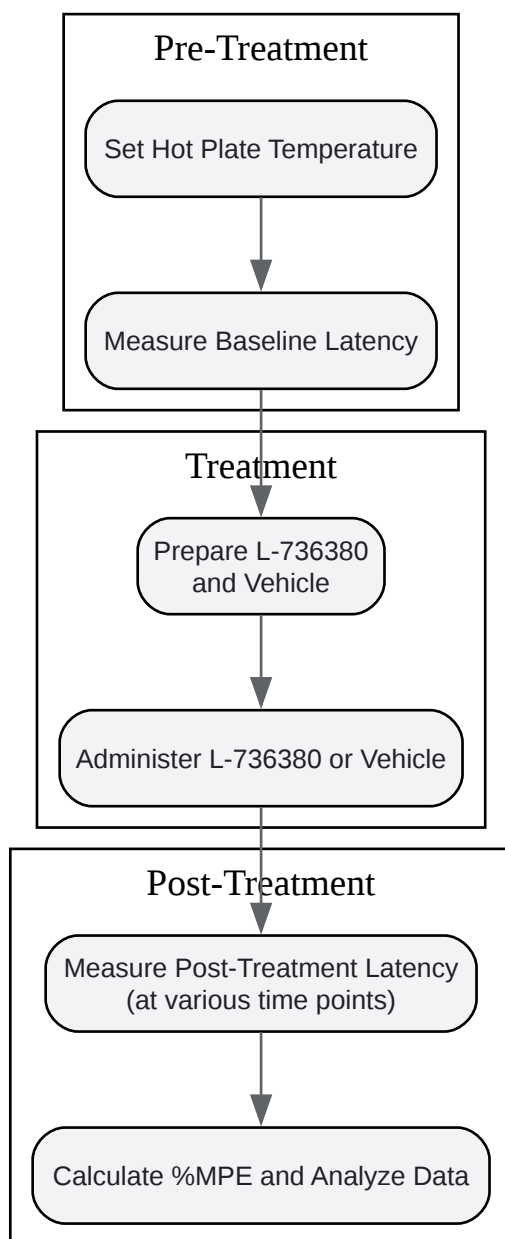 Pre-Treatment
Set Hot Plate Temperature
Measure Baseline Latency
Treatment
Prepare L-736380
and Vehicle
Administer L-736380 or Vehicle
Post-Treatment
Measure Post-Treatment Latency
(at various time points)
Calculate %MPE and Analyze Data